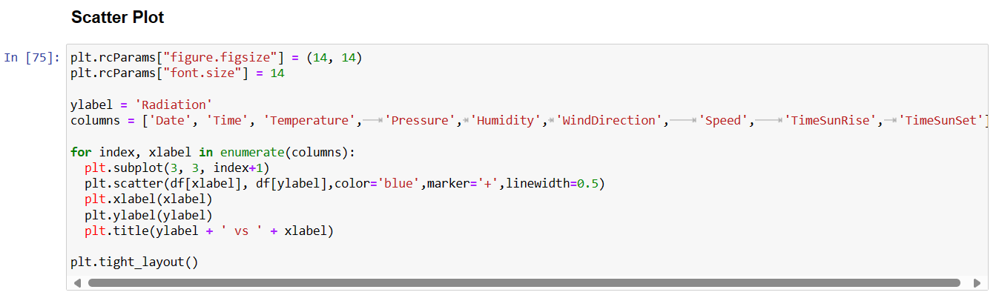 Scatter Plot
In [75]:
plt.rcParams["figure.figsize"] = (14, 14)
plt.rcParams["font.size"] = 14
ylabel = 'Radiation'
columns = ['Date', 'Time', 'Temperature',	'Pressure',	'Humidity',	'WindDirection',	'Speed',	'TimeSunRise',	'TimeSunSet']
for index, xlabel in enumerate(columns):
  plt.subplot(3, 3, index+1)
  plt.scatter(df[xlabel], df[ylabel],color='blue',marker='+',linewidth=0.5)
  plt.xlabel(xlabel)
  plt.ylabel(ylabel)
  plt.title(ylabel + ' vs ' + xlabel)
plt.tight_layout()